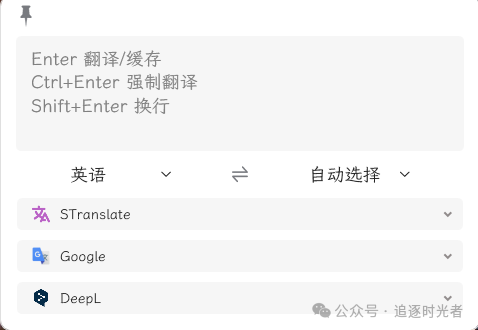 Enter 翻译/缓存
Ctrl+Enter 强制翻译
Shift+Enter 换行
英语 自动选择
STranslate
Google
DeepL
公众号 · 追逐时光者